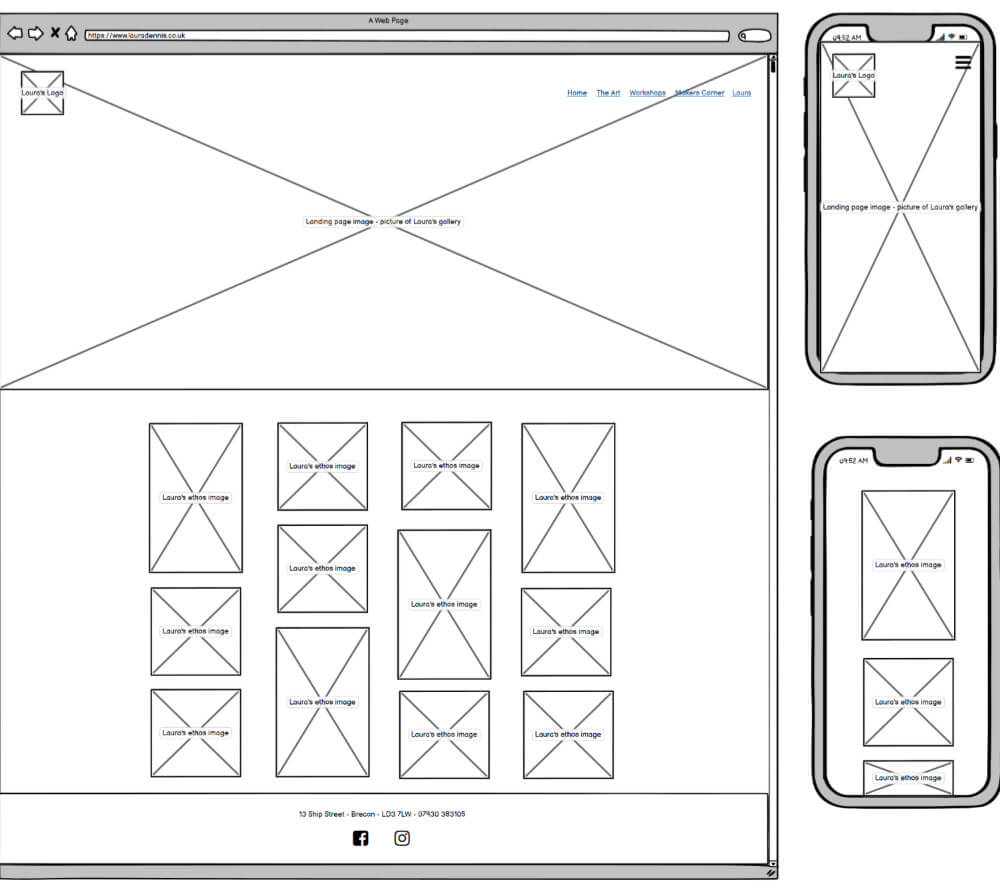 A Web Page
https://www.lauradennis.co.uk
Laura's Logo
Home The Art Workshops Makers Corner Laura
Landing page image - picture of Laura's gallery
Laura's ethos image
Laura's ethos image
Laura's ethos image
Laura's ethos image
Laura's ethos image
Laura's ethos image
Laura's ethos image
Laura's ethos image
Laura's ethos image
Laura's ethos image
Laura's ethos image
Laura's ethos image
13 Ship Street - Brecon - LD3 7LW - 07930 383105
09:52 AM
Laura's Logo
Landing page image - picture of Laura's gallery
09:52 AM
Laura's ethos image
Laura's ethos image
Laura's ethos image